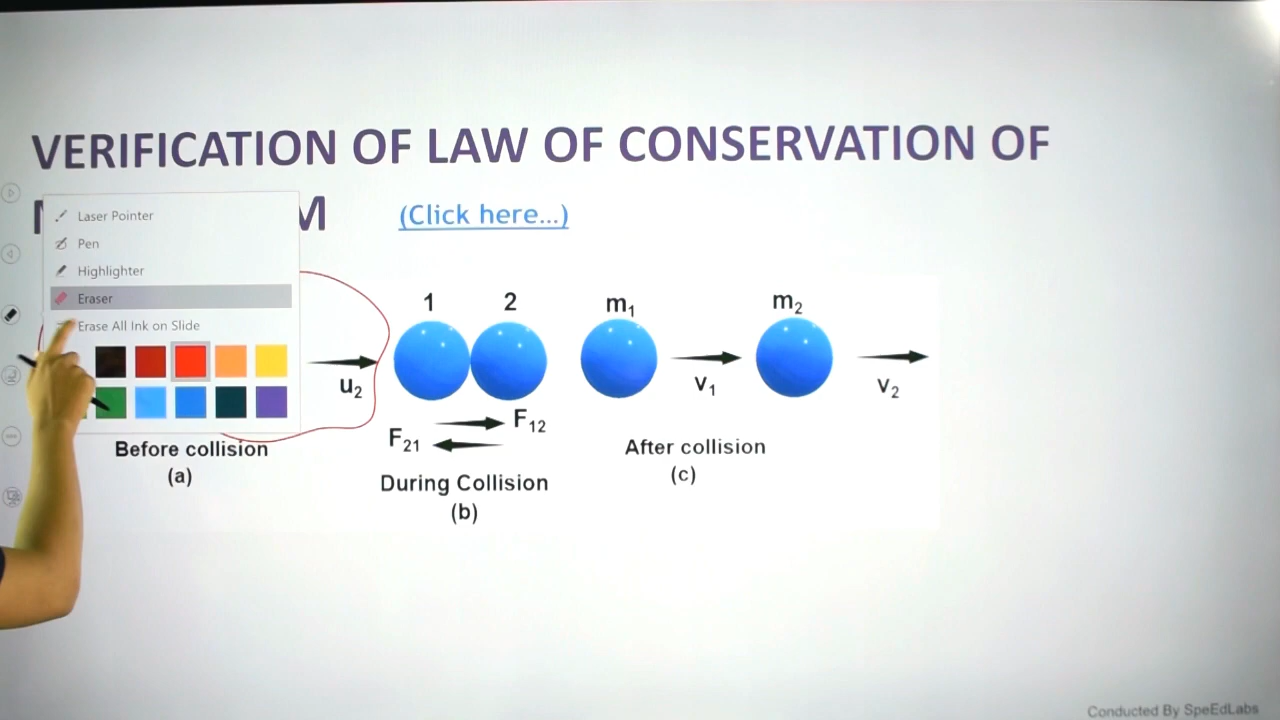 VERIFICATION OF LAW OF CONSERVATION OF
M (Click here...)
Laser Pointer
Pen
Highlighter
Eraser
Erase All Ink on Slide
u2
1 2
F12
F21
m1 m2
v1 v2
Before collision
(a)
During Collision
(b)
After collision
(c)
Conducted By SpeEdLabs